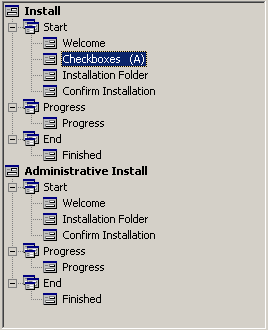 Install
Start
Welcome
Checkboxes (A)
Installation Folder
Confirm Installation
Progress
Progress
End
Finished
Administrative Install
Start
Welcome
Installation Folder
Confirm Installation
Progress
Progress
End
Finished